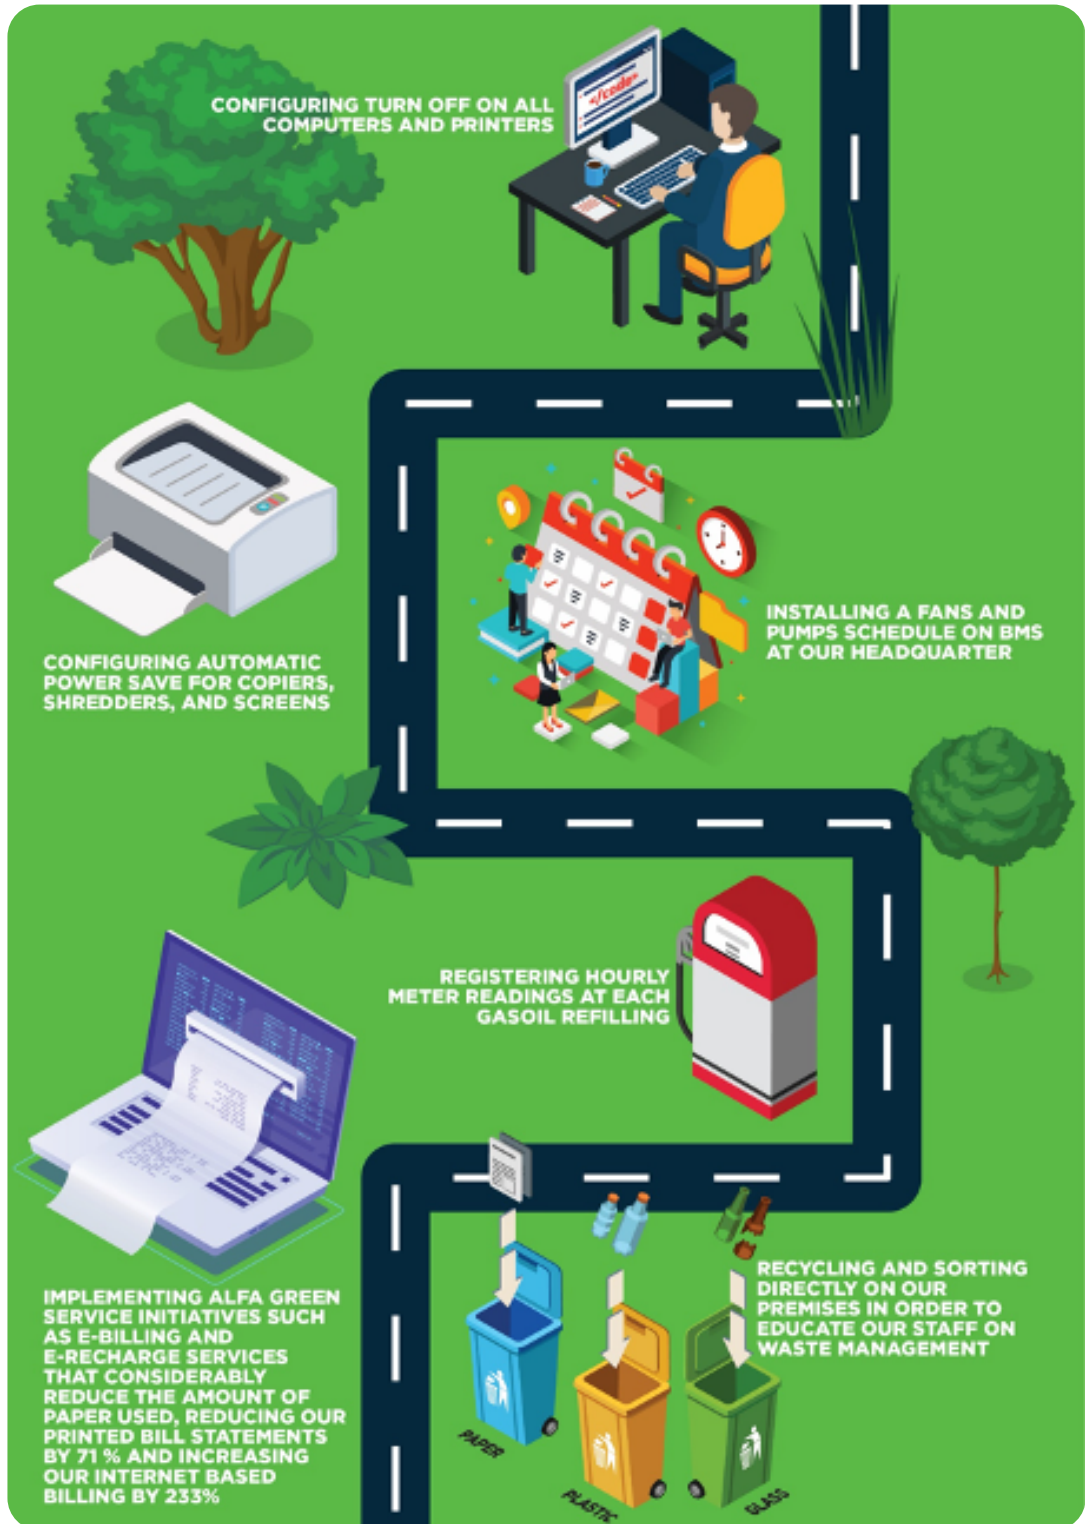 CONFIGURING TURN OFF ON ALL
COMPUTERS AND PRINTERS
</code>
CONFIGURING AUTOMATIC
POWER SAVE FOR COPIERS,
SHREDDERS, AND SCREENS
INSTALLING A FANS AND
PUMPS SCHEDULE ON BMS
AT OUR HEADQUARTER
REGISTERING HOURLY
METER READINGS AT EACH
GASOIL REFILLING
IMPLEMENTING ALFA GREEN
SERVICE INITIATIVES SUCH
AS E-BILLING AND
E-RECHARGE SERVICES
THAT CONSIDERABLY
REDUCE THE AMOUNT OF
PAPER USED, REDUCING OUR
PRINTED BILL STATEMENTS
BY 71 % AND INCREASING
OUR INTERNET BASED
BILLING BY 233%
RECYCLING AND SORTING
DIRECTLY ON OUR
PREMISES IN ORDER TO
EDUCATE OUR STAFF ON
WASTE MANAGEMENT
PAPER
PLASTIC
GLASS